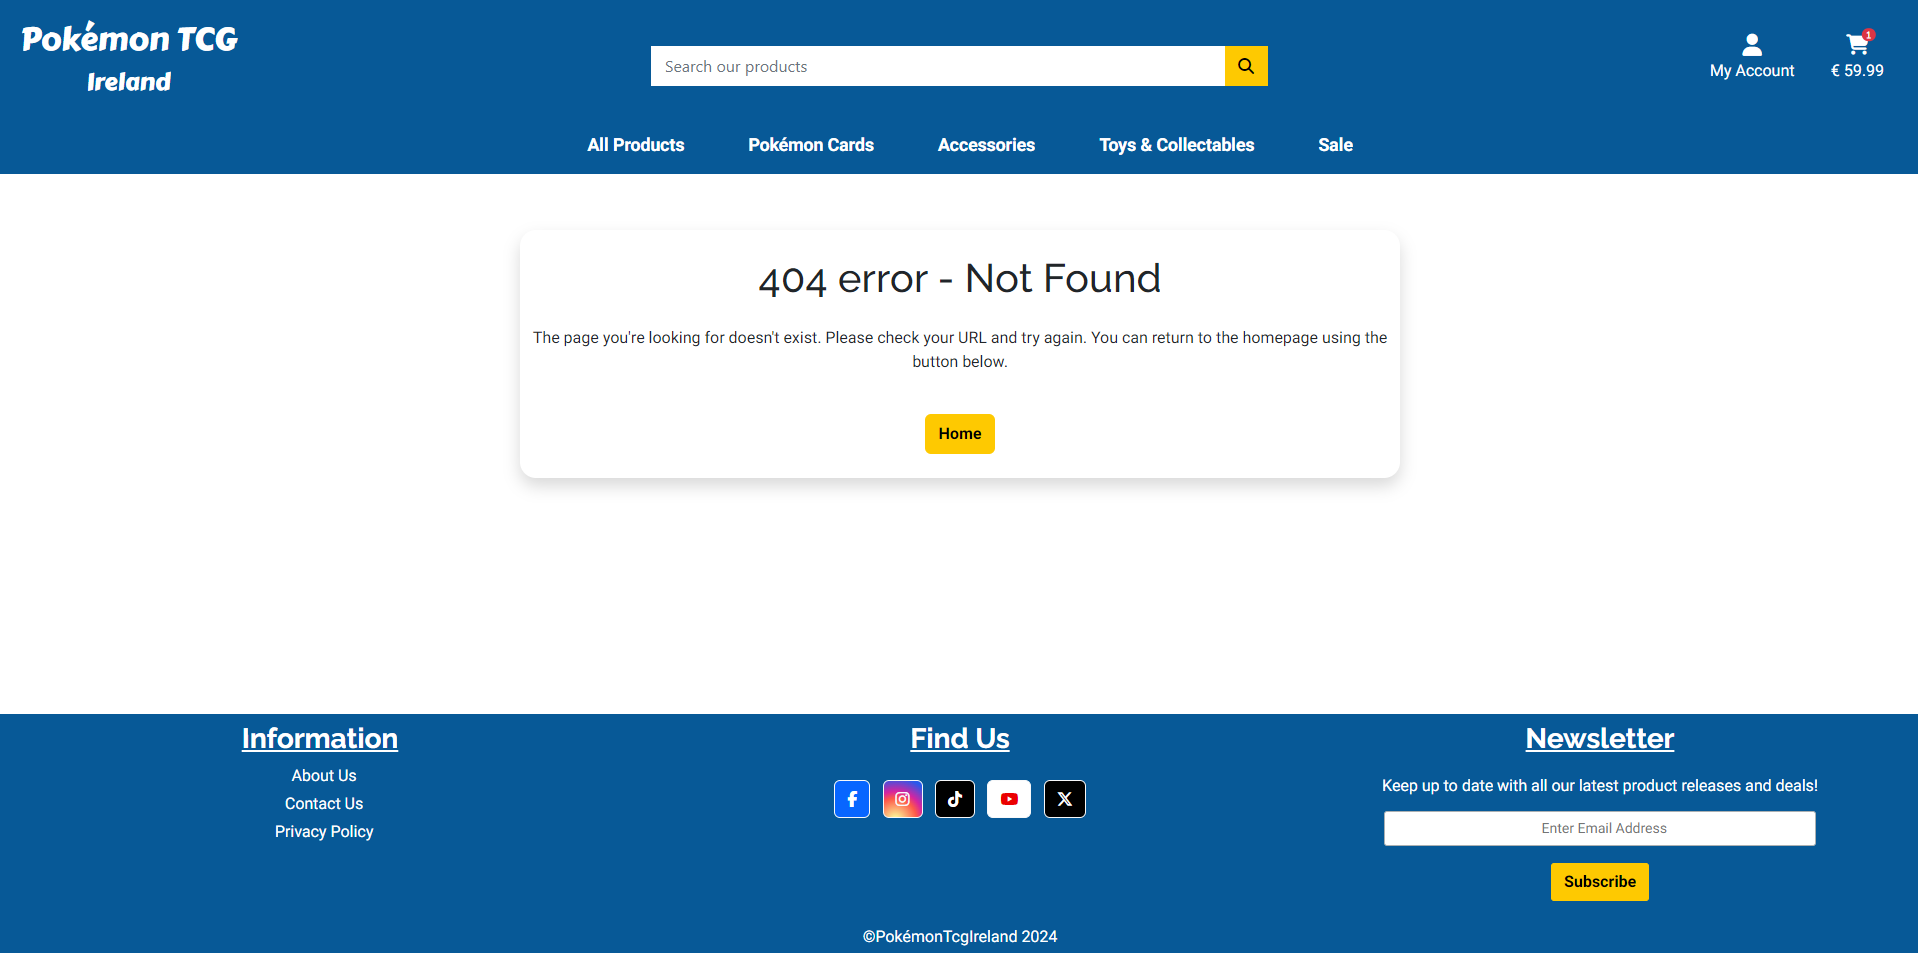 Pokémon TCG
Ireland
Search our products
My Account
1
€ 59.99
All Products
Pokémon Cards
Accessories
Toys & Collectables
Sale
404 error - Not Found
The page you're looking for doesn't exist. Please check your URL and try again. You can return to the homepage using the
button below.
Home
Information
About Us
Contact Us
Privacy Policy
Find Us
Newsletter
Keep up to date with all our latest product releases and deals!
Enter Email Address
Subscribe
©PokémonTcgIreland 2024